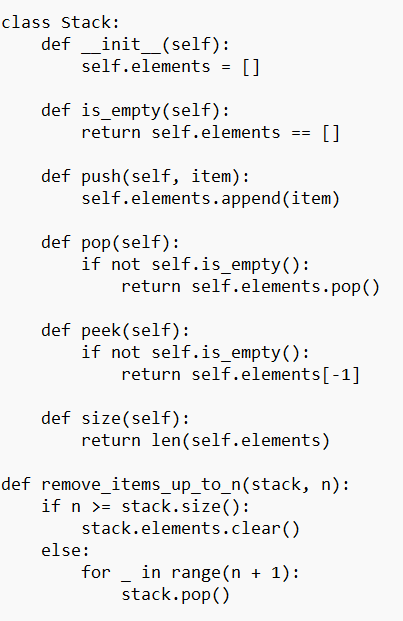 class Stack:
    def __init__(self):
        self.elements = []

    def is_empty(self):
        return self.elements == []

    def push(self, item):
        self.elements.append(item)

    def pop(self):
        if not self.is_empty():
            return self.elements.pop()

    def peek(self):
        if not self.is_empty():
            return self.elements[-1]

    def size(self):
        return len(self.elements)

def remove_items_up_to_n(stack, n):
    if n >= stack.size():
        stack.elements.clear()
    else:
        for _ in range(n + 1):
            stack.pop()